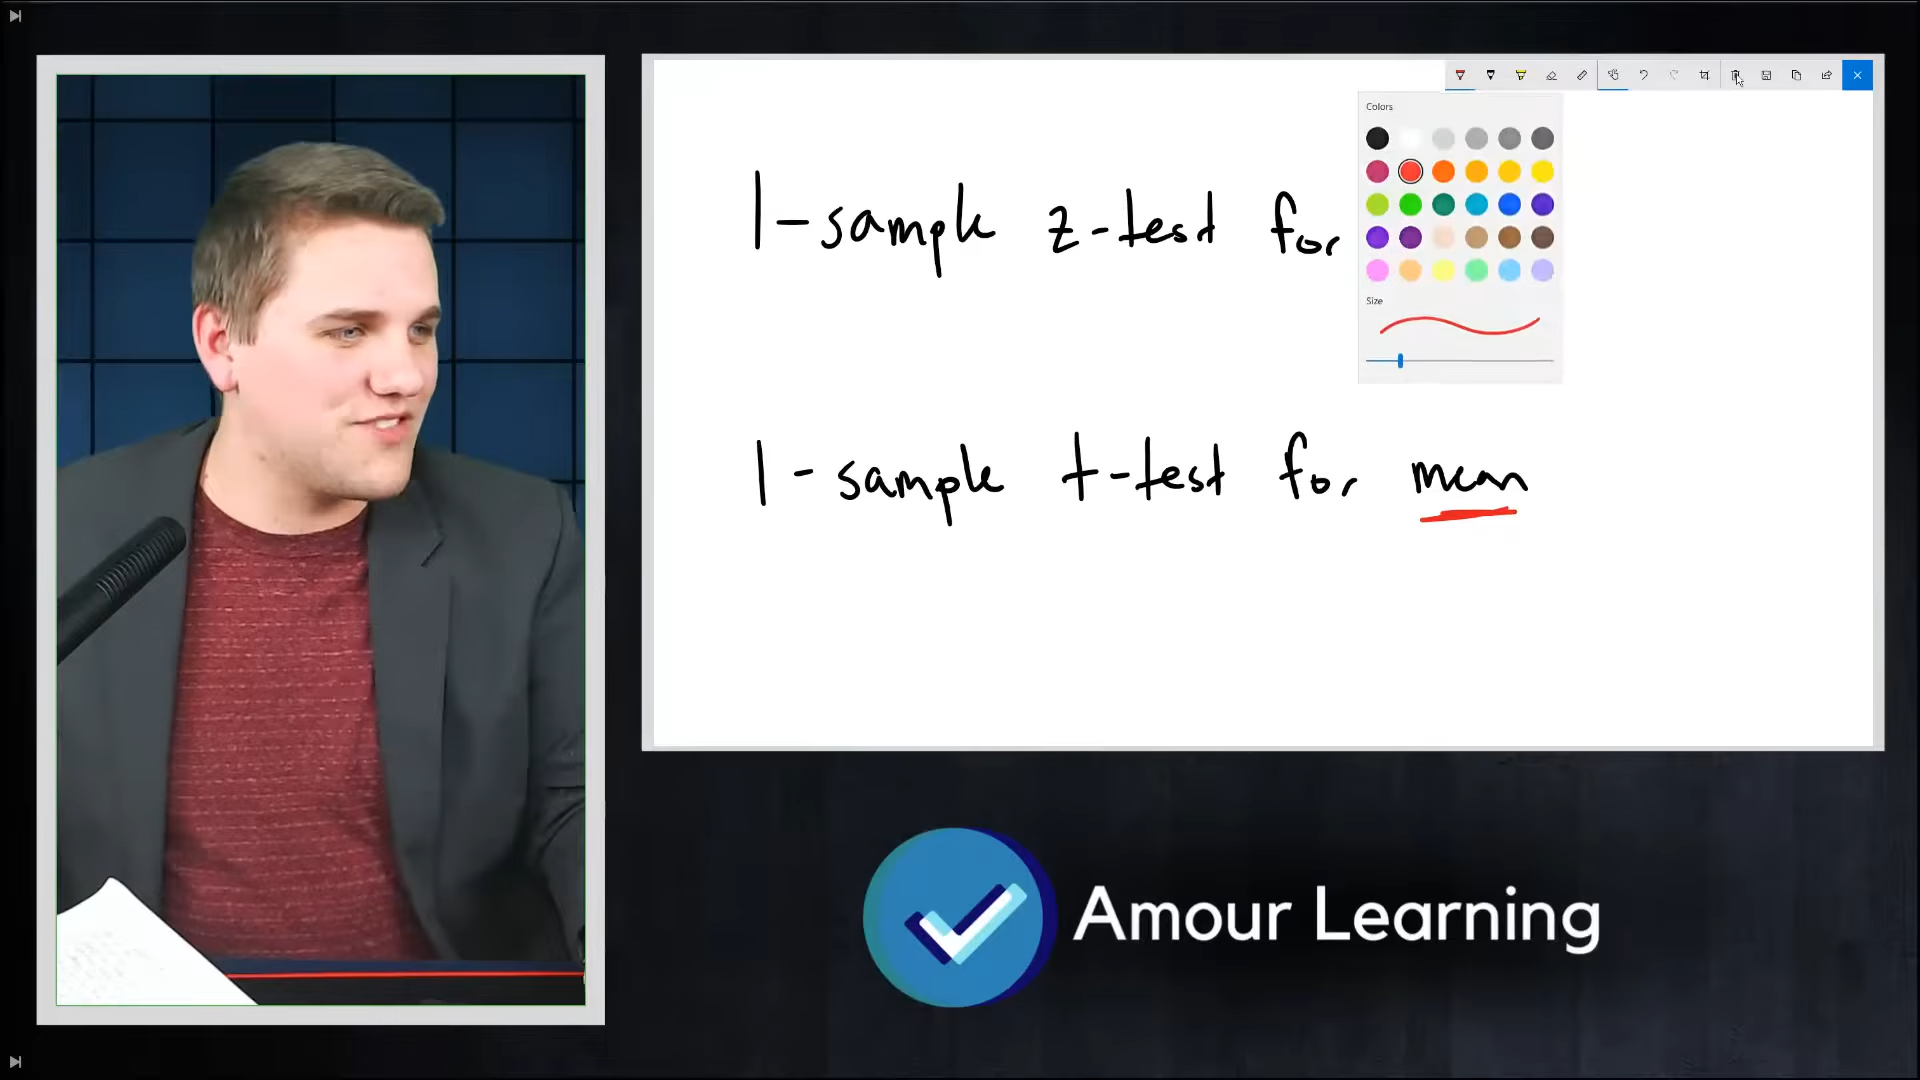 Colors
1-sample z-test for
Size
1-sample t-test for mean
Amour Learning